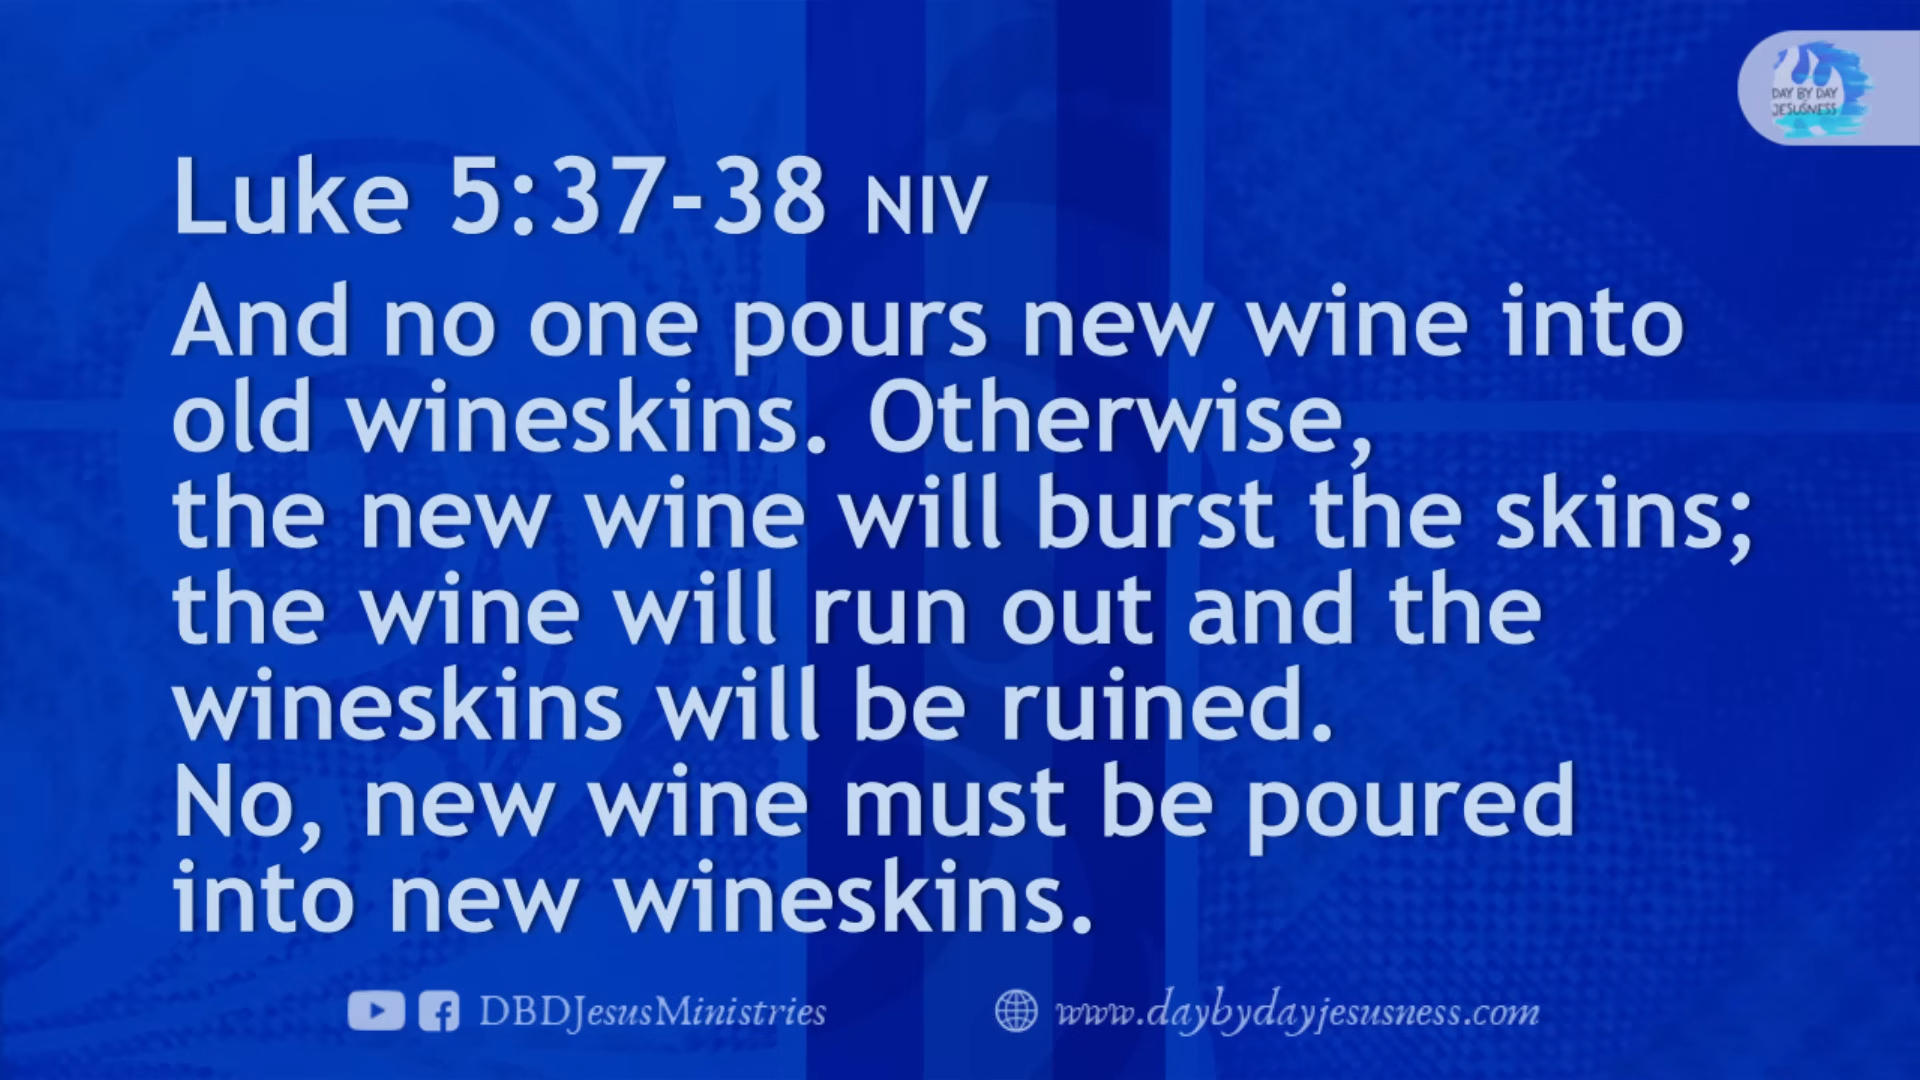 DAY BY DAY
JESUSNESS
Luke 5:37-38 NIV
And no one pours new wine into
old wineskins. Otherwise,
the new wine will burst the skins;
the wine will run out and the
wineskins will be ruined.
No, new wine must be poured
into new wineskins.
DBDJesusMinistries
www.daybydayjesusness.com